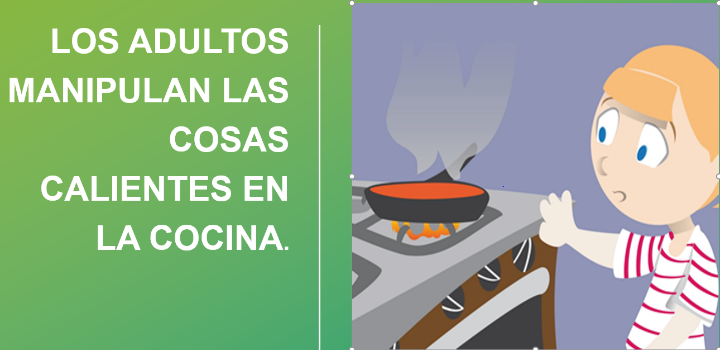 LOS ADULTOS
MANIPULAN LAS
COSAS
CALIENTES EN
LA COCINA.